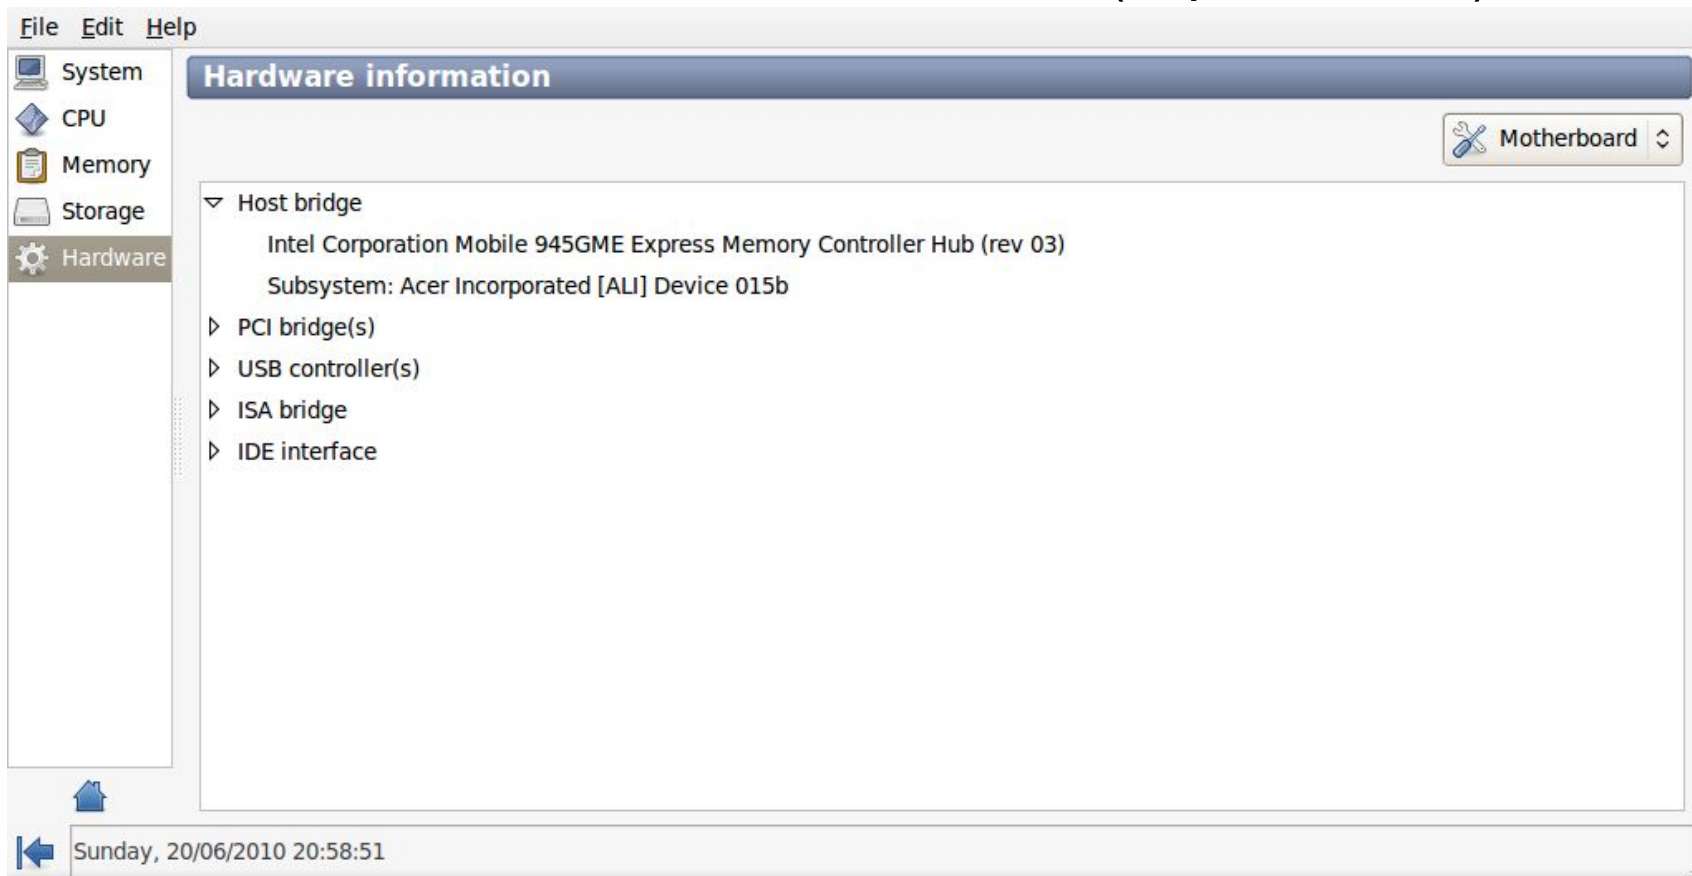 File Edit Help
System
CPU
Memory
Storage
Hardware
Hardware information
Motherboard
Host bridge
Intel Corporation Mobile 945GME Express Memory Controller Hub (rev 03)
Subsystem: Acer Incorporated [ALI] Device 015b
PCI bridge(s)
USB controller(s)
ISA bridge
IDE interface
Sunday, 20/06/2010 20:58:51